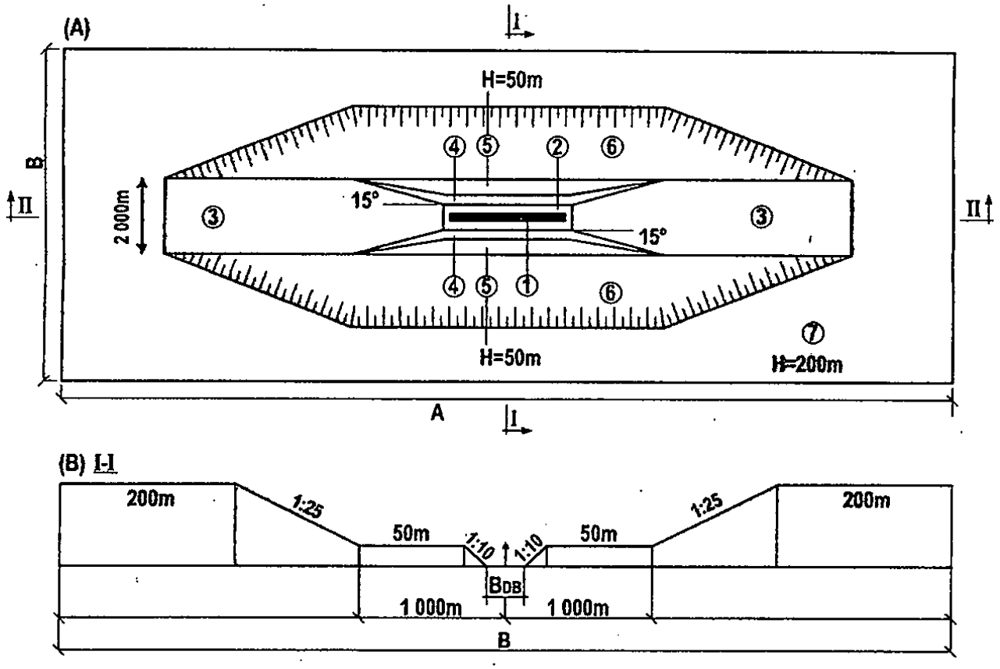 (A)
I
H=50m
④ ⑤ ② ⑥
B
II
2 000m
③
15°
③
II
15°
④ ⑤ ① ⑥
⑦
H=50m
H=200m
A
I
(B) I-I
200m
1:25
50m
1:10
1:10
50m
1:25
200m
BDB
1 000m
1 000m
B